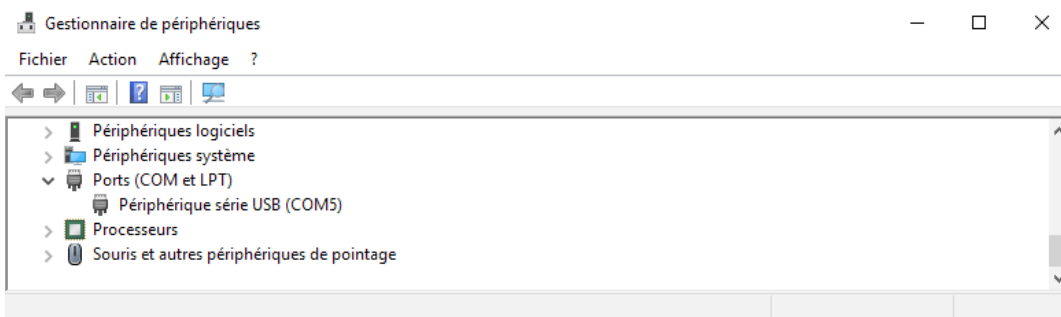 Gestionnaire de périphériques
Fichier Action Affichage ?
Périphériques logiciels
Périphériques système
Ports (COM et LPT)
Périphérique série USB (COM5)
Processeurs
Souris et autres périphériques de pointage